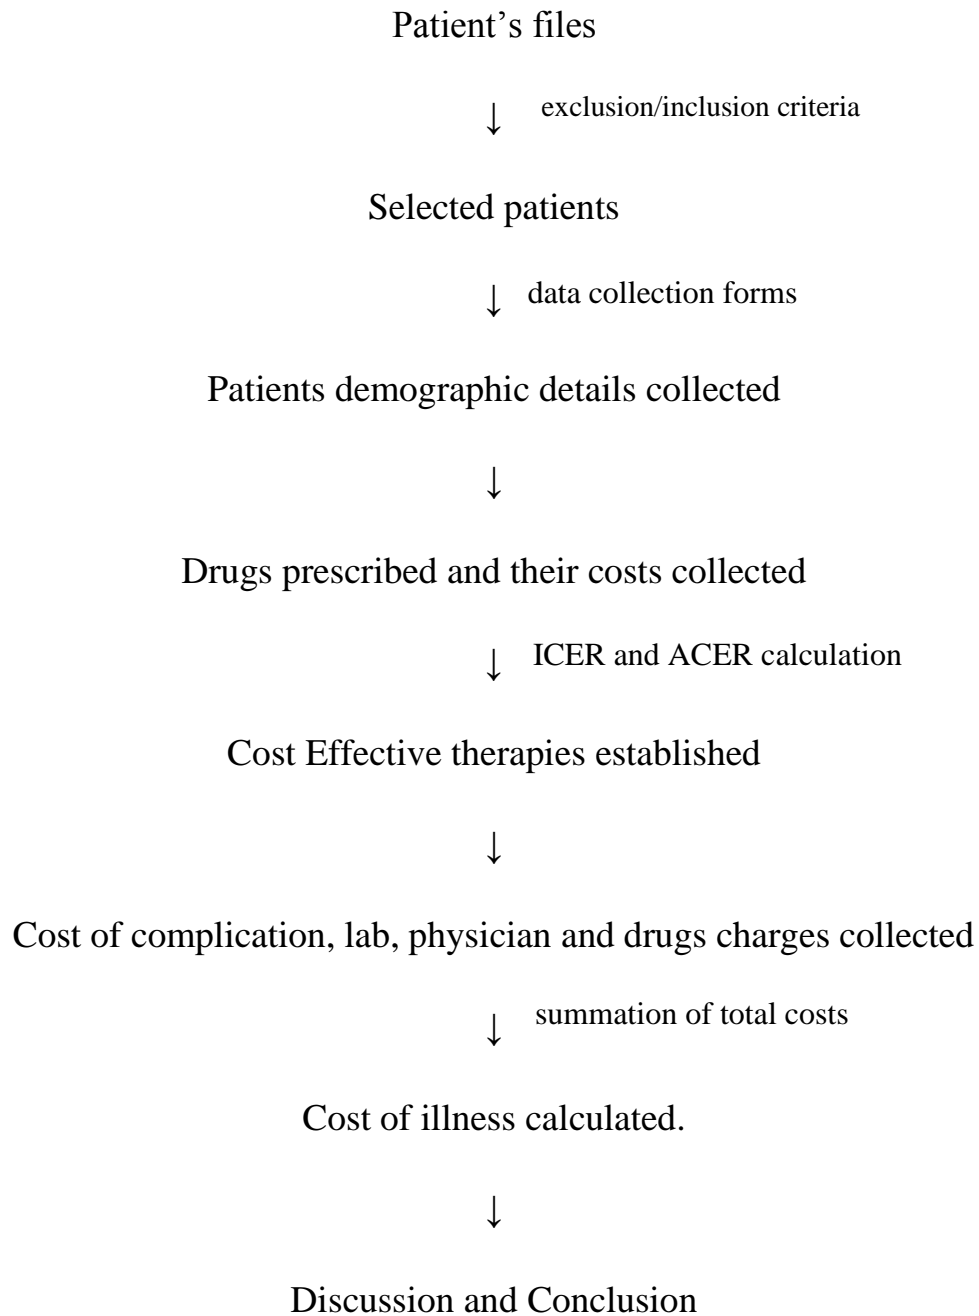 Patient’s files
↓ exclusion/inclusion criteria
Selected patients
↓ data collection forms
Patients demographic details collected
↓
Drugs prescribed and their costs collected
↓ ICER and ACER calculation
Cost Effective therapies established
↓
Cost of complication, lab, physician and drugs charges collected
↓ summation of total costs
Cost of illness calculated.
↓
Discussion and Conclusion